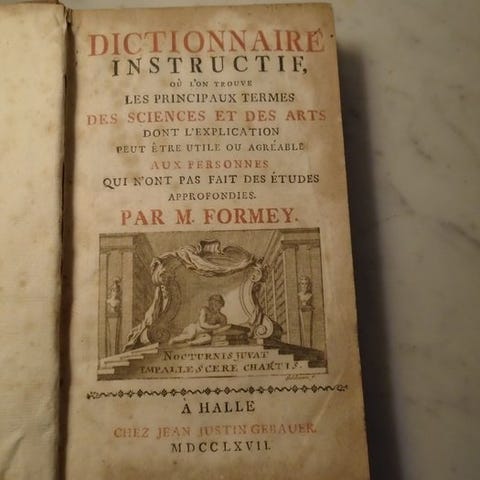 DICTIONNAIRE
INSTRUCTIF,
OÙ L'ON TROUVE
LES PRINCIPAUX TERMES
DES SCIENCES ET DES ARTS
DONT L'EXPLICATION
PEUT ÊTRE UTILE OU AGRÉABLE
AUX PERSONNES
QUI N'ONT PAS FAIT DES ÉTUDES
APPROFONDIES.
PAR M. FORMEY.
NOCTURNIS JUVAT
IMPALLESCERE CHARTIS.
À HALLE
CHEZ JEAN JUSTIN GEBAUER.
MDCCLXVII.